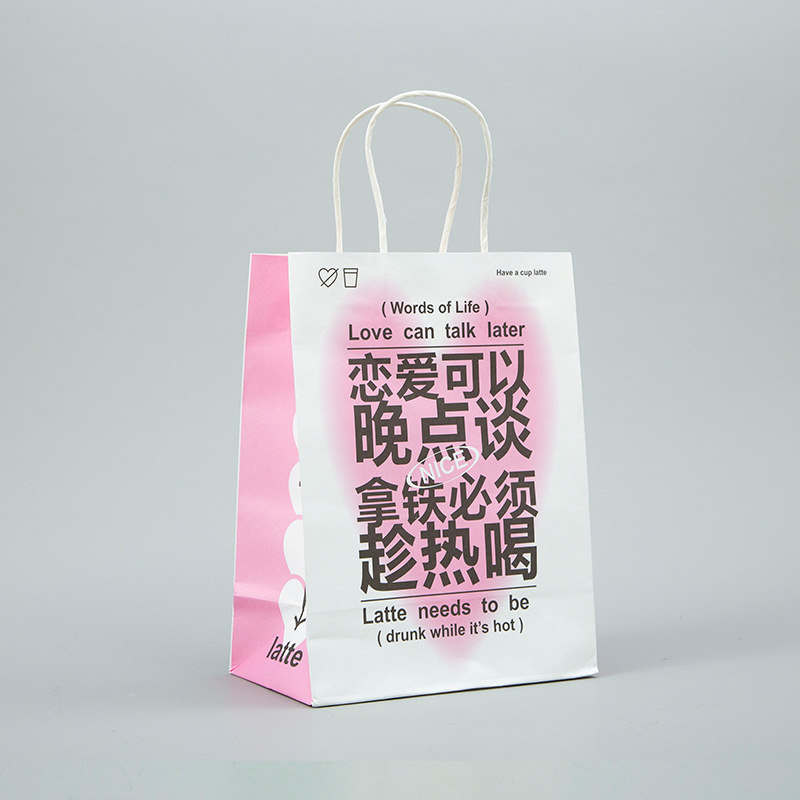 Have a cup latte
( Words of Life )
Love can talk later
恋爱可以
晚点谈
NICE
拿铁必须
趁热喝
Latte needs to be
( drunk while it's hot )
latte